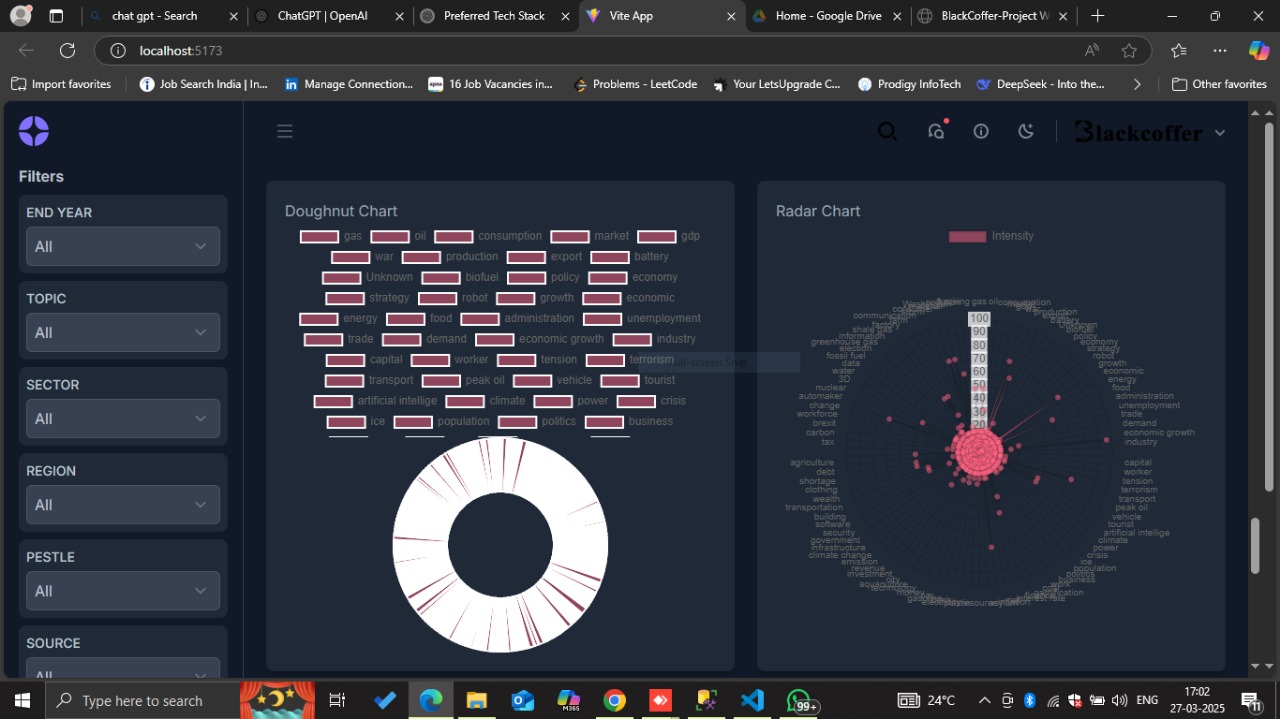 chat gpt - Search
ChatGPT | OpenAI
Preferred Tech Stack
Vite App
Home - Google Drive
BlackCoffer-Project W
localhost:5173
Import favorites
Job Search India | In...
Manage Connection...
16 Job Vacancies in...
Problems - LeetCode
Your LetsUpgrade C...
Prodigy InfoTech
DeepSeek - Into the...
Other favorites
Blackcoffer
Filters
END YEAR
All
TOPIC
All
SECTOR
All
REGION
All
PESTLE
All
SOURCE
All
Doughnut Chart
gas oil consumption market gdp
war production export battery
Unknown biofuel policy economy
strategy robot growth economic
energy food administration unemployment
trade demand economic growth industry
capital worker tension terrorism
transport peak oil vehicle tourist
artificial intellige climate power crisis
ice population politics business
Full-screen Snip
Radar Chart
Intensity
100
90
80
70
60
50
40
30
20
gas oil
consumption
production
Unknown
policy
economy
strategy
robot
growth
economic
energy
food
administration
unemployment
trade
demand
economic growth
industry
capital
worker
tension
terrorism
transport
peak oil
vehicle
tourist
artificial intellige
climate
power
crisis
ice
population
politics
business
work
communication
factory
shale gas
information
greenhouse gas
election
fossil fuel
data
water
3D
nuclear
automaker
change
workforce
brexit
carbon
tax
agriculture
debt
shortage
clothing
wealth
transportation
building
software
security
government
infrastructure
climate change
emission
revenue
investment
Type here to search
99+
24°C
ENG
17:02
27-03-2025
11